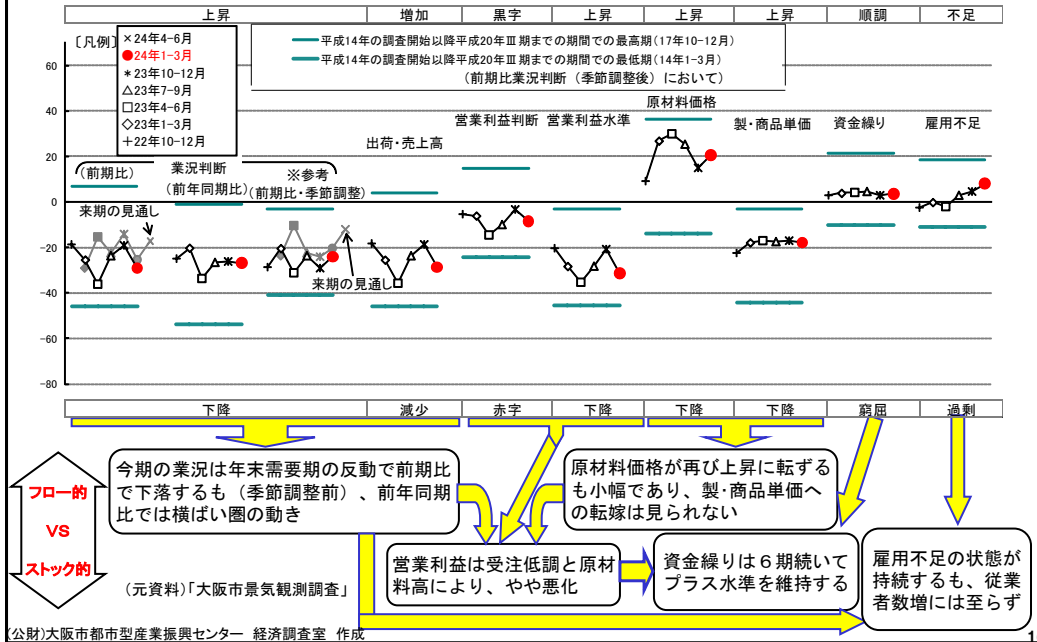 上昇 増加 黒字 上昇 上昇 上昇 順調 不足
〔凡例〕
×24年4-6月
●24年1-3月
*23年10-12月
△23年7-9月
□23年4-6月
◇23年1-3月
+22年10-12月
平成14年の調査開始以降平成20年Ⅲ期までの期間での最高期(17年10-12月)
平成14年の調査開始以降平成20年Ⅲ期までの期間での最低期(14年1-3月)
(前期比業況判断(季節調整後)において)
60
40
20
0
-20
-40
-60
-80
業況判断
(前期比)
(前年同期比)
※参考
(前期比・季節調整)
来期の見通し
来期の見通し
出荷・売上高
営業利益判断
営業利益水準
原材料価格
製・商品単価
資金繰り
雇用不足
下降 減少 赤字 下降 下降 下降 窮屈 過剰
フロー的
VS
ストック的
今期の業況は年末需要期の反動で前期比
で下落するも(季節調整前)、前年同期
比では横ばい圏の動き
原材料価格が再び上昇に転ずる
も小幅であり、製・商品単価へ
の転嫁は見られない
営業利益は受注低調と原材
料高により、やや悪化
資金繰りは6期続いて
プラス水準を維持する
雇用不足の状態が
持続するも、従業
者数増には至らず
(元資料)「大阪市景気観測調査」
(公財)大阪市都市型産業振興センター 経済調査室 作成
1